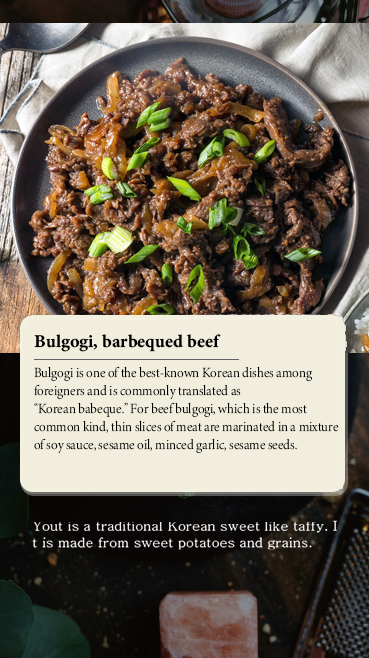 Bulgogi, barbequed beef
Bulgogi is one of the best-known Korean dishes among
foreigners and is commonly translated as
“Korean babeque.” For beef bulgogi, which is the most
common kind, thin slices of meat are marinated in a mixture
of soy sauce, sesame oil, minced garlic, sesame seeds.
Yout is a traditional Korean sweet like taffy. I
t is made from sweet potatoes and grains.